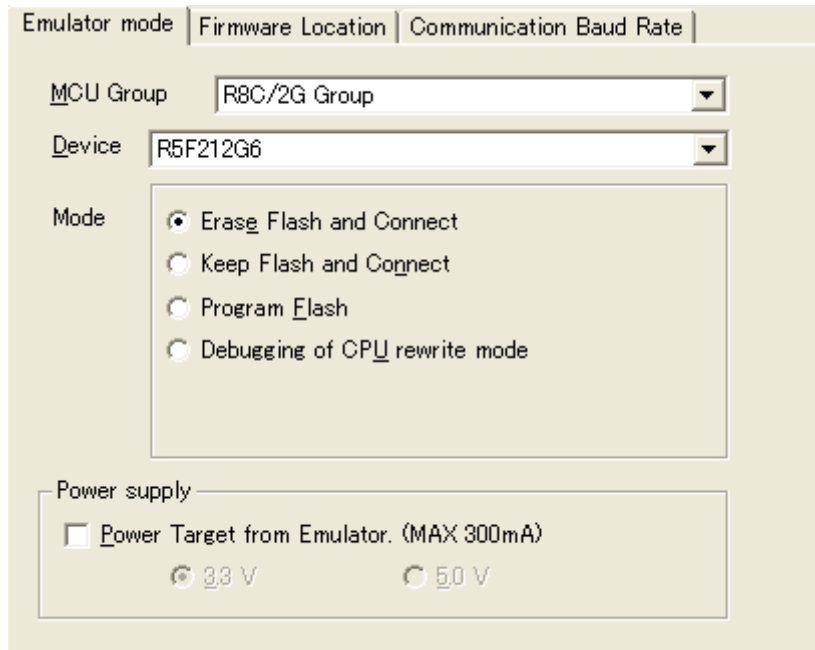 Emulator mode Firmware Location Communication Baud Rate
MCU Group R8C/2G Group
Device R5F212G6
Mode Erase Flash and Connect
Keep Flash and Connect
Program Flash
Debugging of CPU rewrite mode
Power supply
Power Target from Emulator. (MAX 300mA)
3.3 V 5.0 V